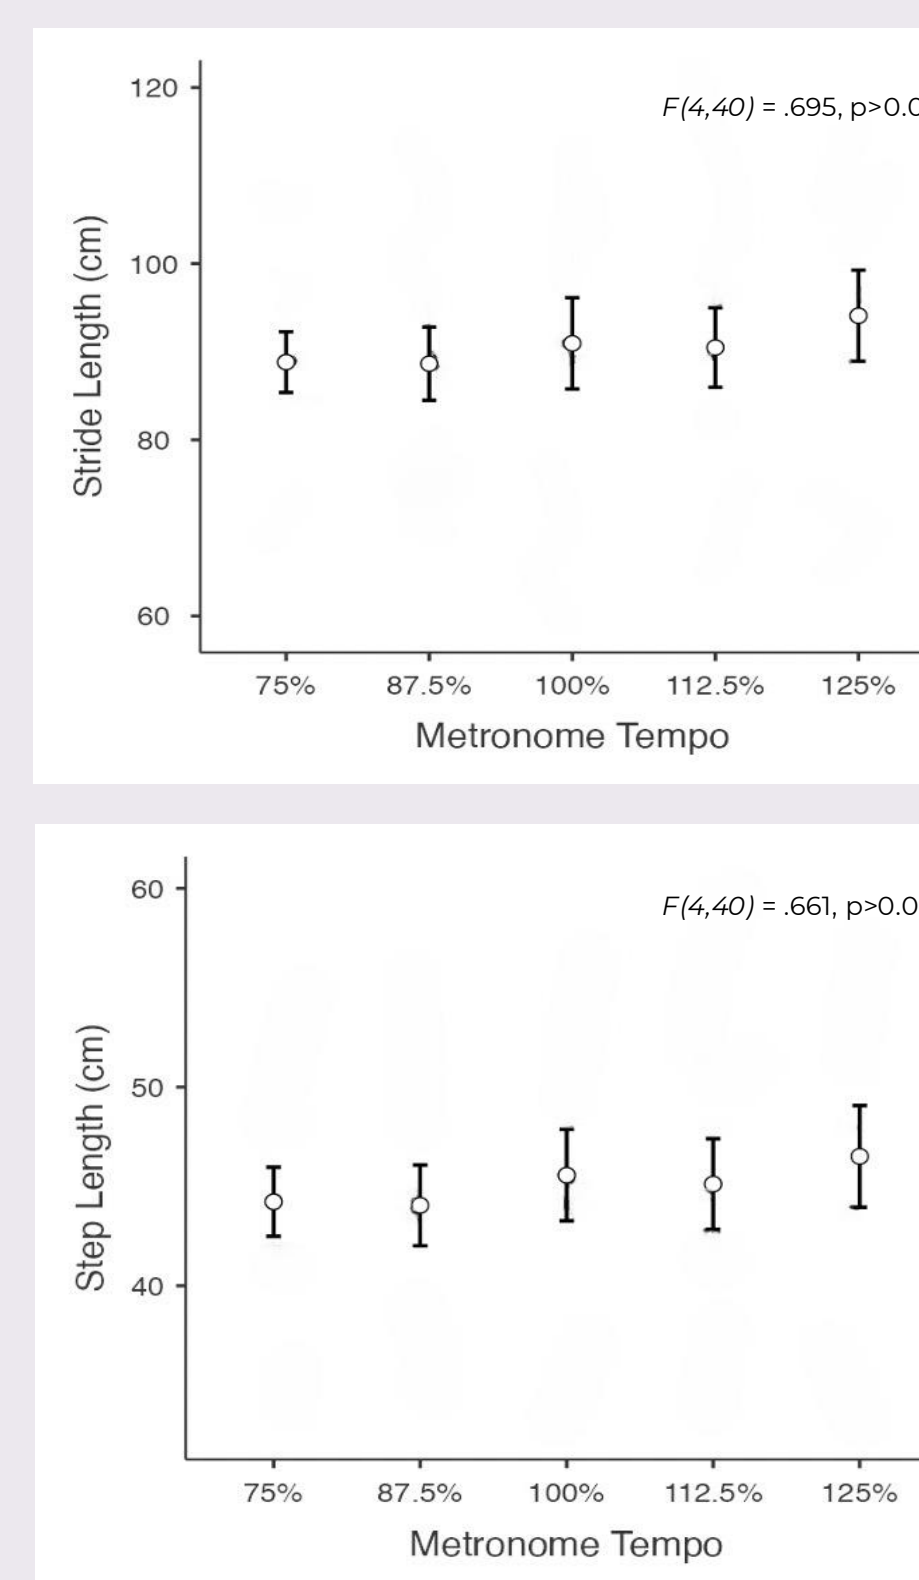 120
F(4,40) = .695, p>0.0
100
80
60
Stride Length (cm)
75% 87.5% 100% 112.5% 125%
Metronome Tempo
60
F(4,40) = .661, p>0.0
50
40
Step Length (cm)
75% 87.5% 100% 112.5% 125%
Metronome Tempo